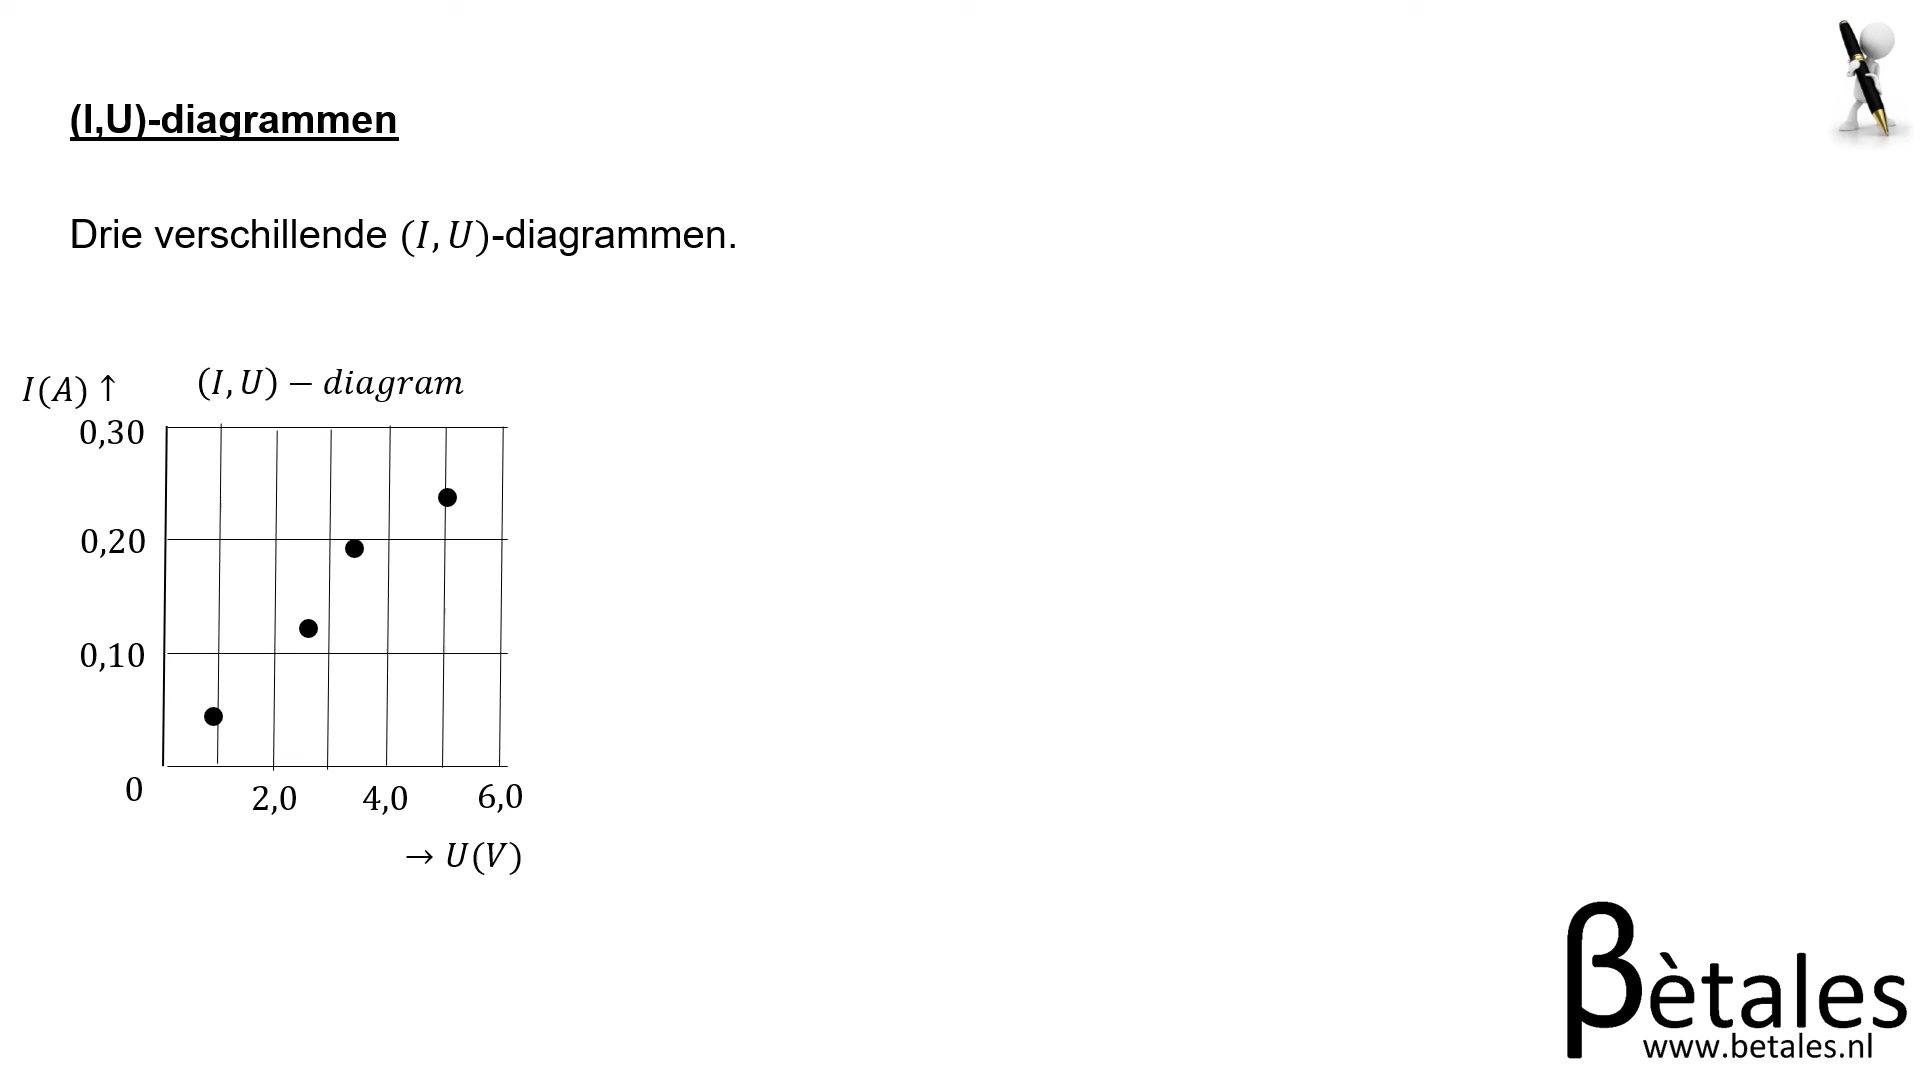 (I,U)-diagrammen
Drie verschillende (I, U)-diagrammen.
I(A) ↑
(I, U) − diagram
0,30
0,20
0,10
0
2,0 4,0 6,0
→ U(V)
βètales
www.betales.nl